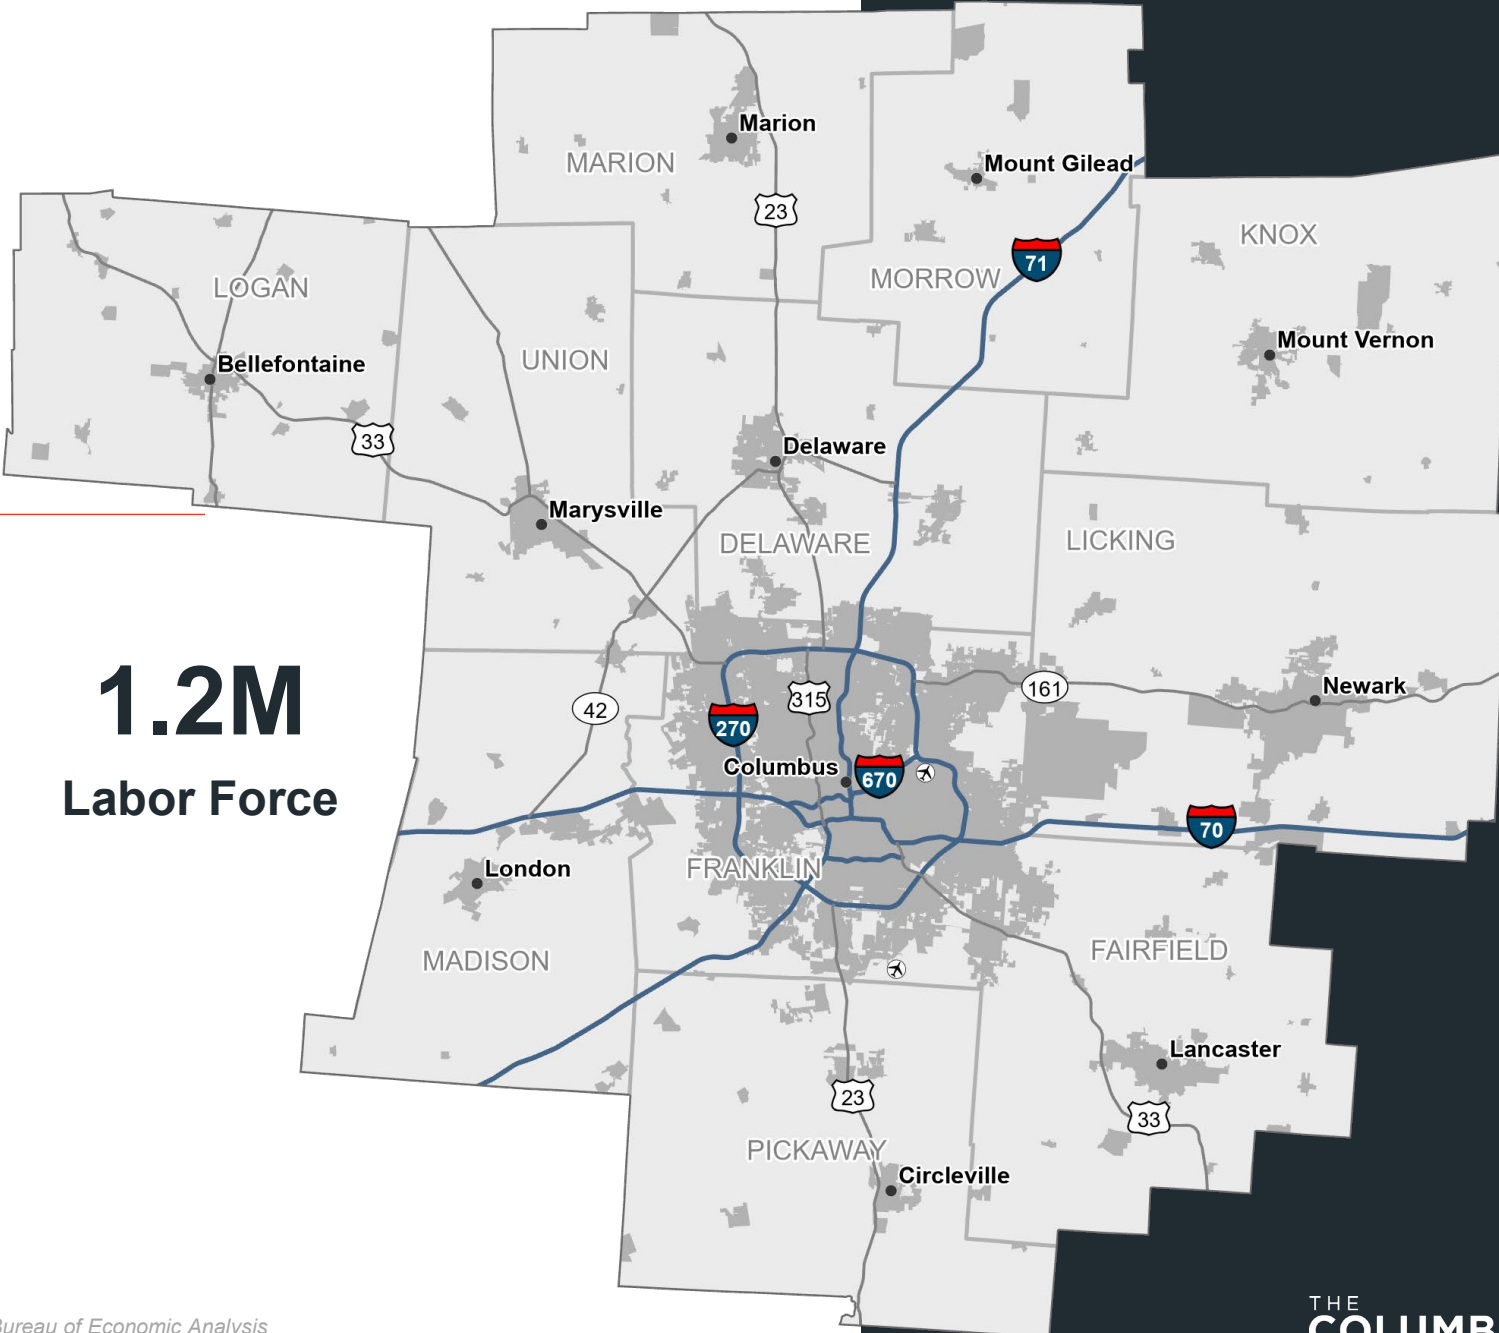 Marion
MARION
Mount Gilead
23
KNOX
71
MORROW
LOGAN
Mount Vernon
UNION
Bellefontaine
33
Delaware
Marysville
DELAWARE
LICKING
1.2M
Labor Force
Newark
161
315
42
270
Columbus
670
70
London
FRANKLIN
FAIRFIELD
MADISON
Lancaster
23
33
PICKAWAY
Circleville
Bureau of Economic Analysis
THE
COLUMB